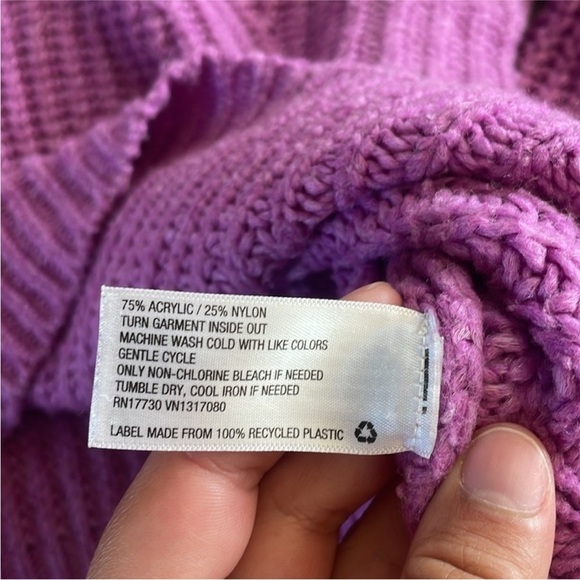 75% ACRYLIC / 25% NYLON
TURN GARMENT INSIDE OUT
MACHINE WASH COLD WITH LIKE COLORS
GENTLE CYCLE
ONLY NON-CHLORINE BLEACH IF NEEDED
TUMBLE DRY, COOL IRON IF NEEDED
RN17730 VN1317080
LABEL MADE FROM 100% RECYCLED PLASTIC